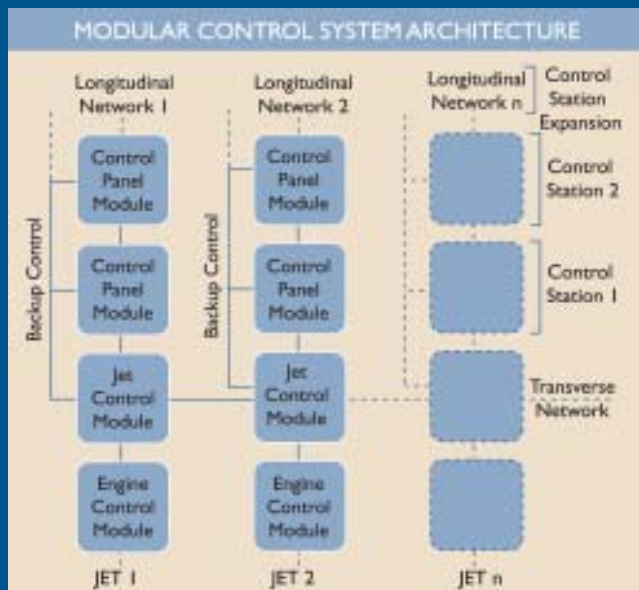 MODULAR CONTROL SYSTEM ARCHITECTURE
Longitudinal
Network 1
Longitudinal
Network 2
Longitudinal
Network n
Control
Station
Expansion
Control
Panel
Module
Control
Panel
Module
Control
Station 2
Backup Control
Backup Control
Control
Panel
Module
Control
Panel
Module
Control
Station 1
Jet
Control
Module
Jet
Control
Module
Transverse
Network
Engine
Control
Module
Engine
Control
Module
JET 1
JET 2
JET n